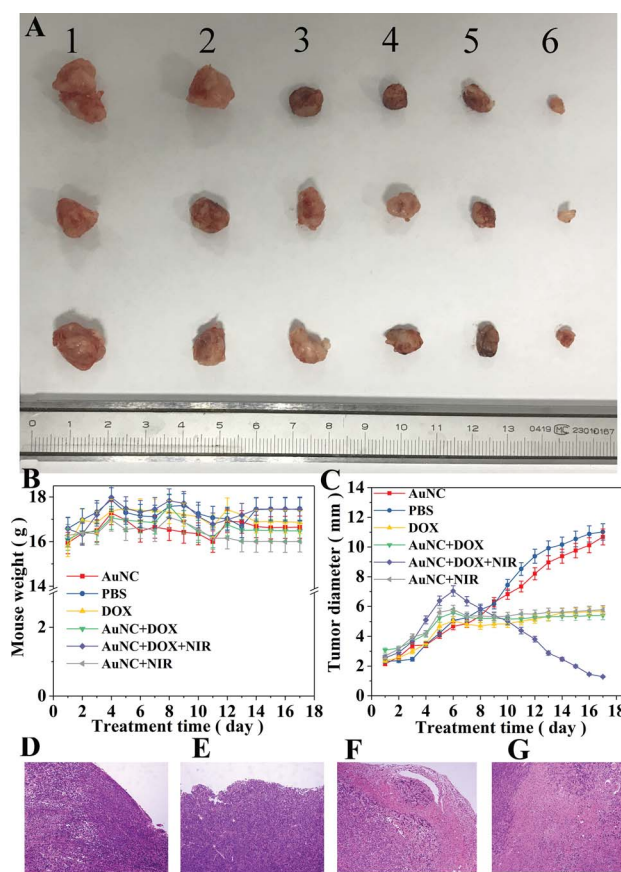 A
1 2 3 4 5 6
0 1 2 3 4 5 6 7 8 9 10 11 12 13 0419 MC 23010167
B
18
16
14
2
0
Mouse weight ( g )
AuNC
PBS
DOX
AuNC+DOX
AuNC+DOX+NIR
AuNC+NIR
0 2 4 6 8 10 12 14 16 18
Treatment time ( day )
C
14
12
10
8
6
4
2
0
Tumor diameter ( mm )
AuNC
PBS
DOX
AuNC+DOX
AuNC+DOX+NIR
AuNC+NIR
0 2 4 6 8 10 12 14 16 18
Treatment time ( day )
D E F G